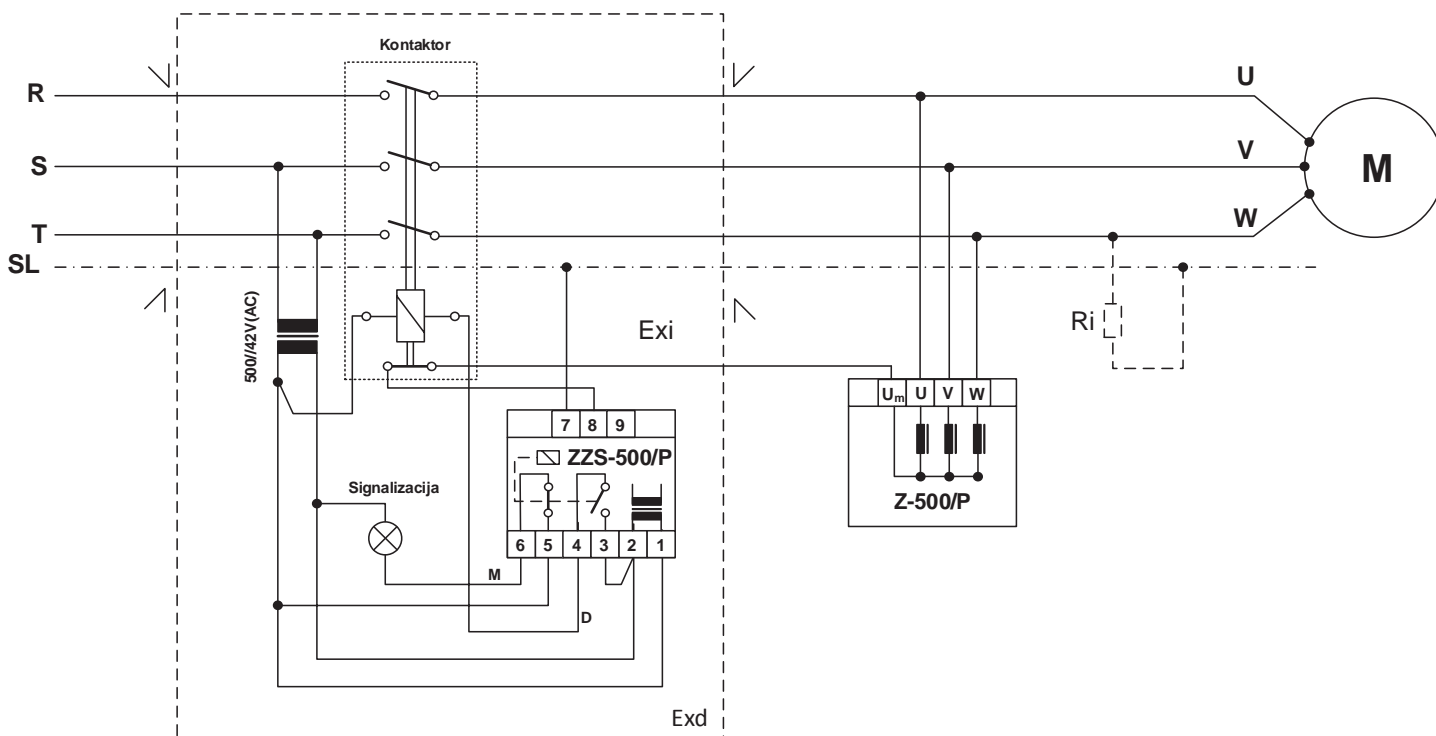 Kontaktor
R
U
S
V
M
T
W
SL
500//42V(AC)
Exi
Ri
Um U V W
7 8 9
ZZS-500/P
Z-500/P
Signalizacija
6 5 4 3 2 1
M
D
Exd